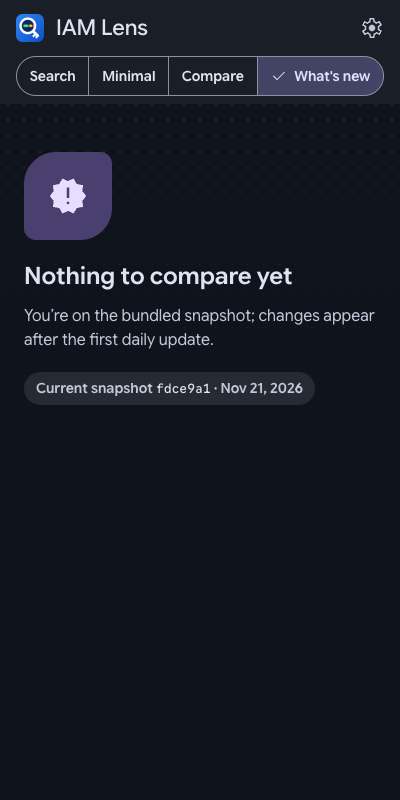 IAM Lens
Search
Minimal
Compare
What's new
Nothing to compare yet
You’re on the bundled snapshot; changes appear
after the first daily update.
Current snapshot fdce9a1 · Nov 21, 2026